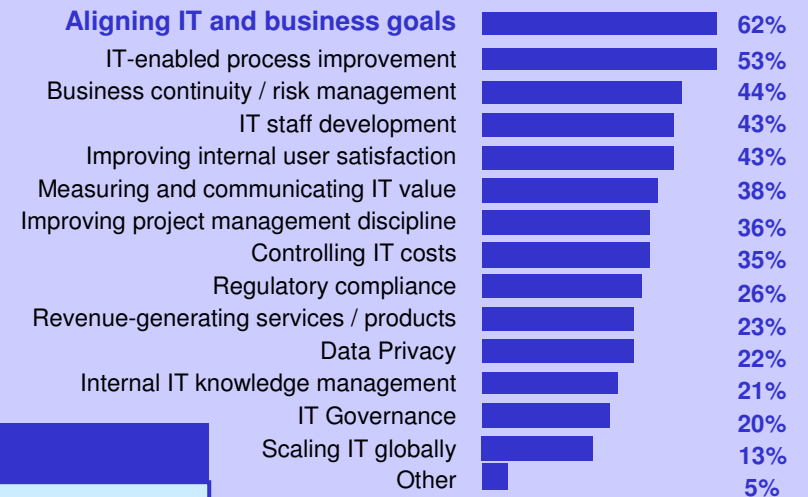 Aligning IT and business goals 62%
IT-enabled process improvement 53%
Business continuity / risk management 44%
IT staff development 43%
Improving internal user satisfaction 43%
Measuring and communicating IT value 38%
Improving project management discipline 36%
Controlling IT costs 35%
Regulatory compliance 26%
Revenue-generating services / products 23%
Data Privacy 22%
Internal IT knowledge management 21%
IT Governance 20%
Scaling IT globally 13%
Other 5%